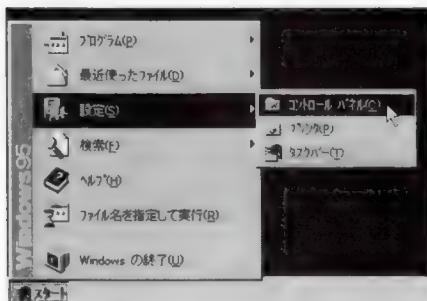 プログラム(P)
最近使ったファイル(D)
設定(S)
検索(F)
ヘルプ(H)
ファイル名を指定して実行(R)
Windows の終了(U)
Windows95
コントロール パネル(C)
プリンタ(P)
タスクバー(T)
スタート